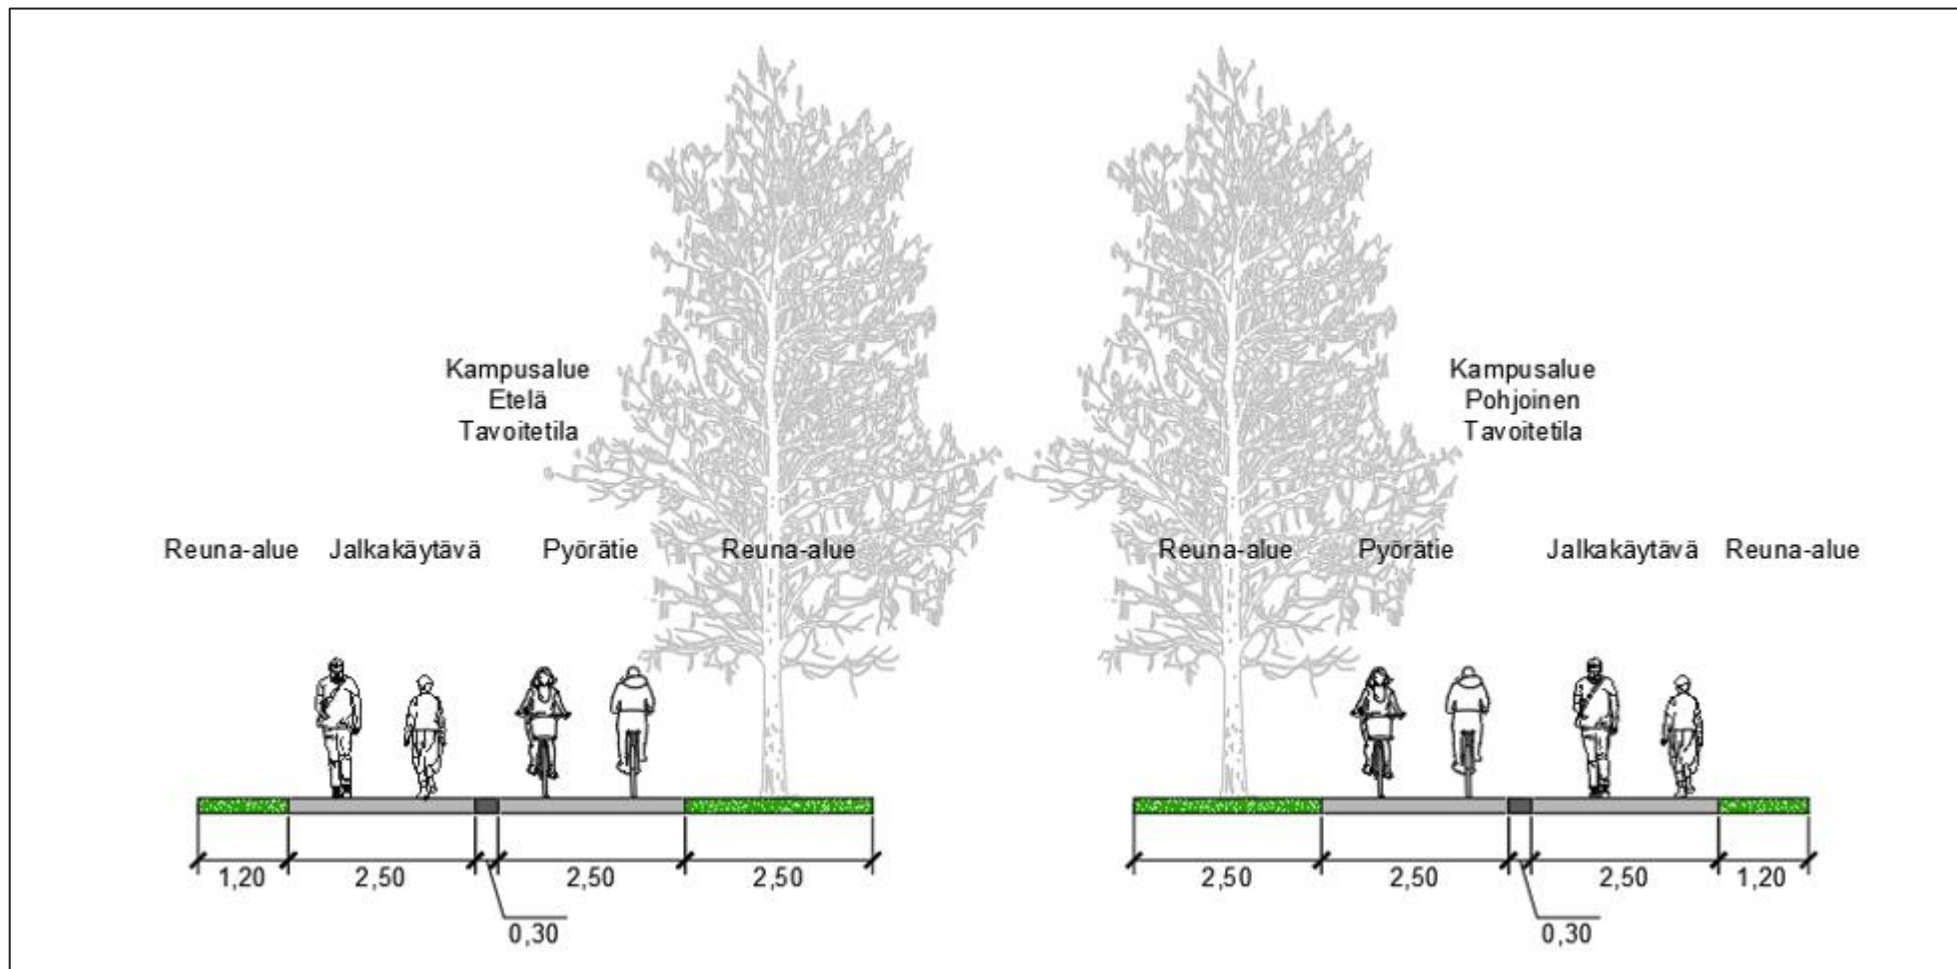 Kampusalue
Etelä
Tavoitetila
Kampusalue
Pohjoinen
Tavoitetila
Reuna-alue Jalkakäytävä Pyörätie Reuna-alue
Reuna-alue Pyörätie Jalkakäytävä Reuna-alue
1,20 2,50 2,50 2,50
0,30
2,50 2,50 2,50 1,20
0,30